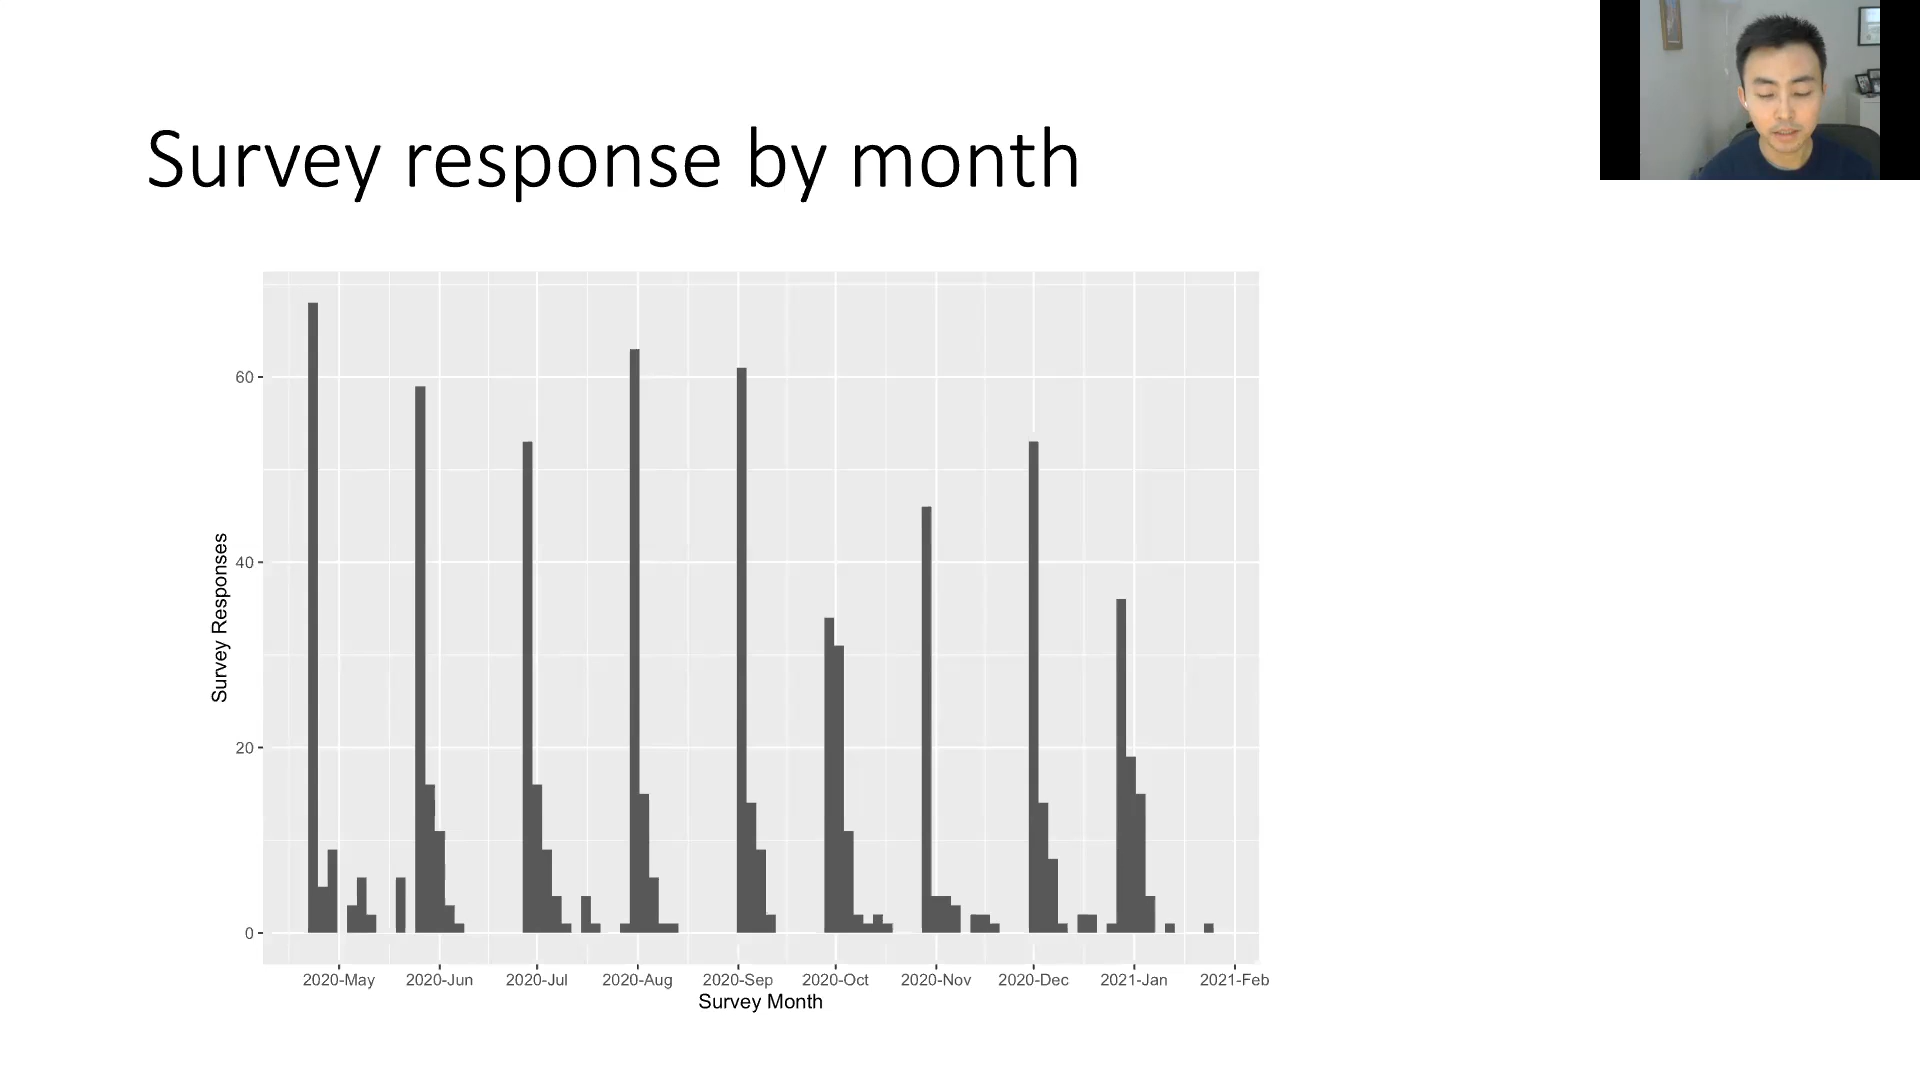 Survey response by month
Survey Responses
60
40
20
0
2020-May 2020-Jun 2020-Jul 2020-Aug 2020-Sep 2020-Oct 2020-Nov 2020-Dec 2021-Jan 2021-Feb
Survey Month